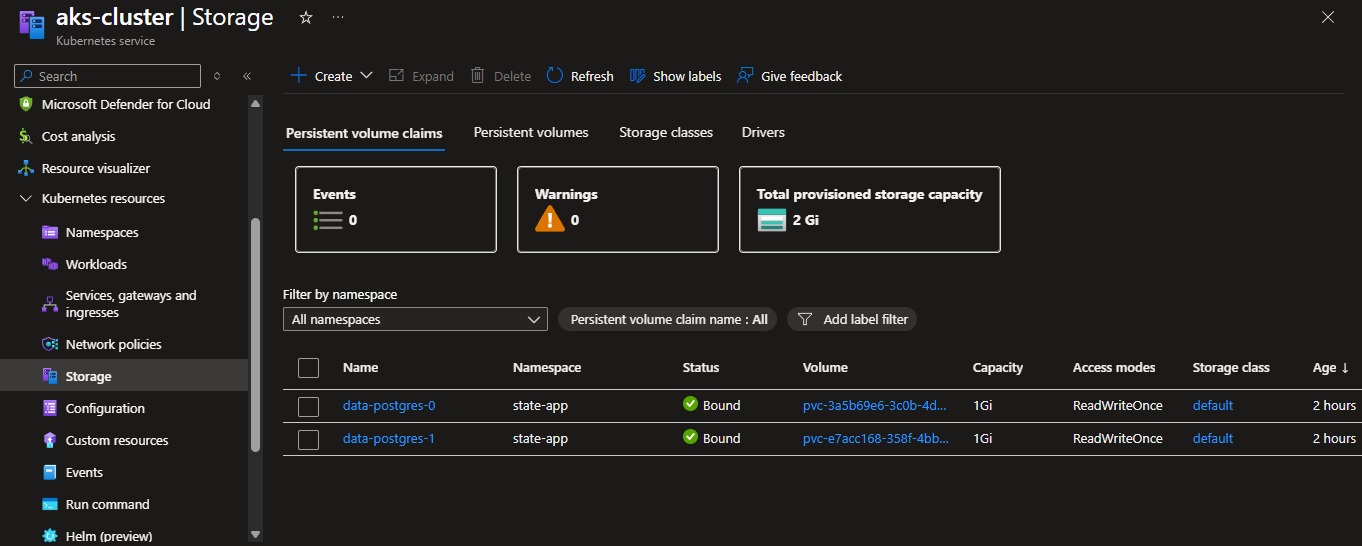 aks-cluster | Storage
Kubernetes service
Search
Create
Expand
Delete
Refresh
Show labels
Give feedback
Microsoft Defender for Cloud
Cost analysis
Resource visualizer
Kubernetes resources
Namespaces
Workloads
Services, gateways and
ingresses
Network policies
Storage
Configuration
Custom resources
Events
Run command
Helm (preview)
Persistent volume claims Persistent volumes Storage classes Drivers
Events
0
Warnings
0
Total provisioned storage capacity
2 Gi
Filter by namespace
All namespaces
Persistent volume claim name : All
Add label filter
Name Namespace Status Volume Capacity Access modes Storage class Age ↓
data-postgres-0 state-app Bound pvc-3a5b69e6-3c0b-4d... 1Gi ReadWriteOnce default 2 hours
data-postgres-1 state-app Bound pvc-e7acc168-358f-4bb... 1Gi ReadWriteOnce default 2 hours